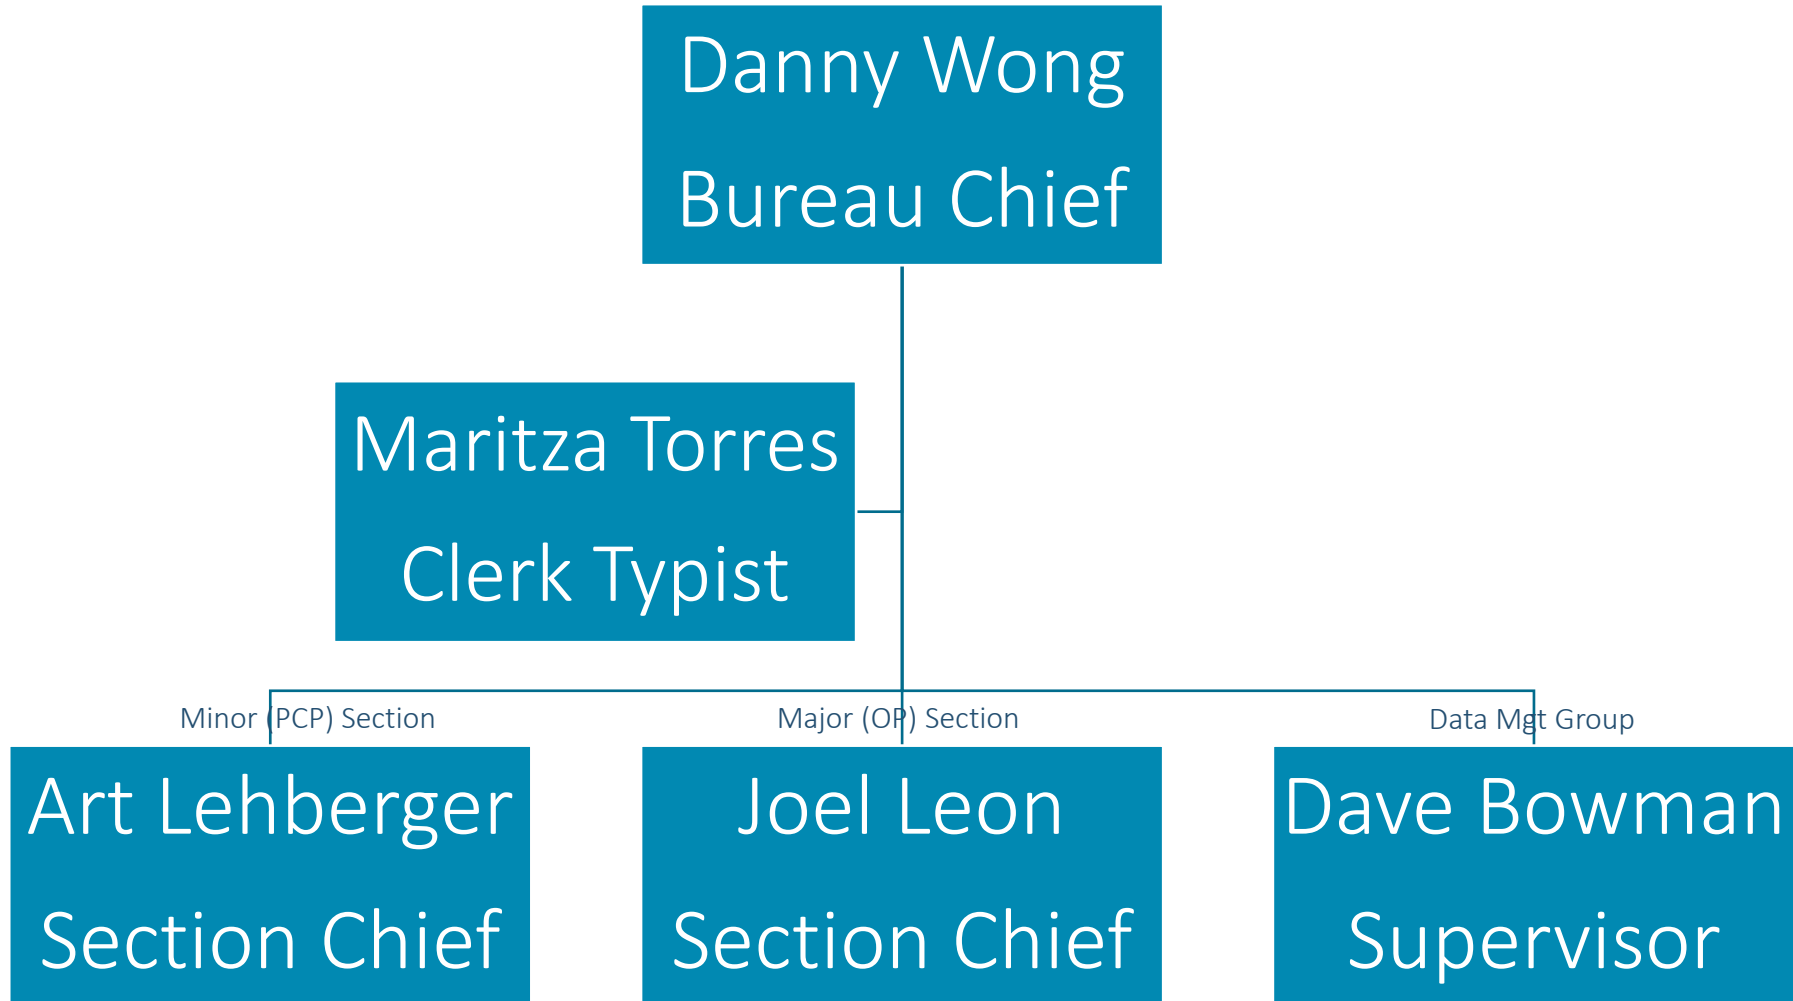 Danny Wong
Bureau Chief
Maritza Torres
Clerk Typist
Minor (PCP) Section
Major (OP) Section
Data Mgt Group
Art Lehberger
Section Chief
Joel Leon
Section Chief
Dave Bowman
Supervisor